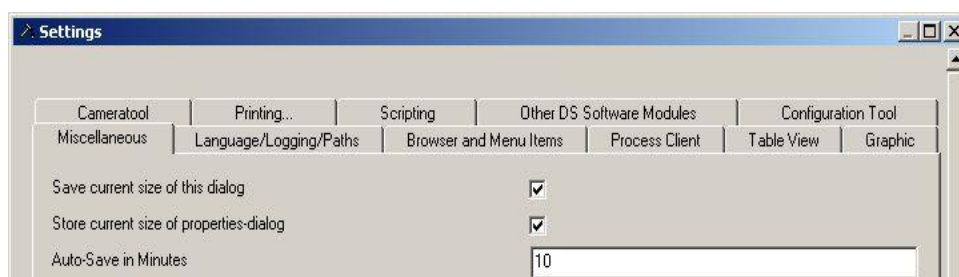 Settings
Cameratool Printing... Scripting Other DS Software Modules Configuration Tool
Miscellaneous Language/Logging/Paths Browser and Menu Items Process Client Table View Graphic
Save current size of this dialog
Store current size of properties-dialog
Auto-Save in Minutes 10